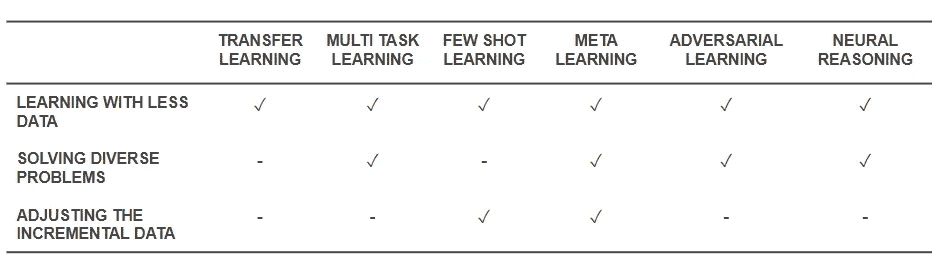 TRANSFER LEARNING MULTI TASK LEARNING FEW SHOT LEARNING META LEARNING ADVERSARIAL LEARNING NEURAL REASONING
LEARNING WITH LESS DATA ✓ ✓ ✓ ✓ ✓ ✓
SOLVING DIVERSE PROBLEMS - ✓ - ✓ ✓ ✓
ADJUSTING THE INCREMENTAL DATA - - ✓ ✓ - -